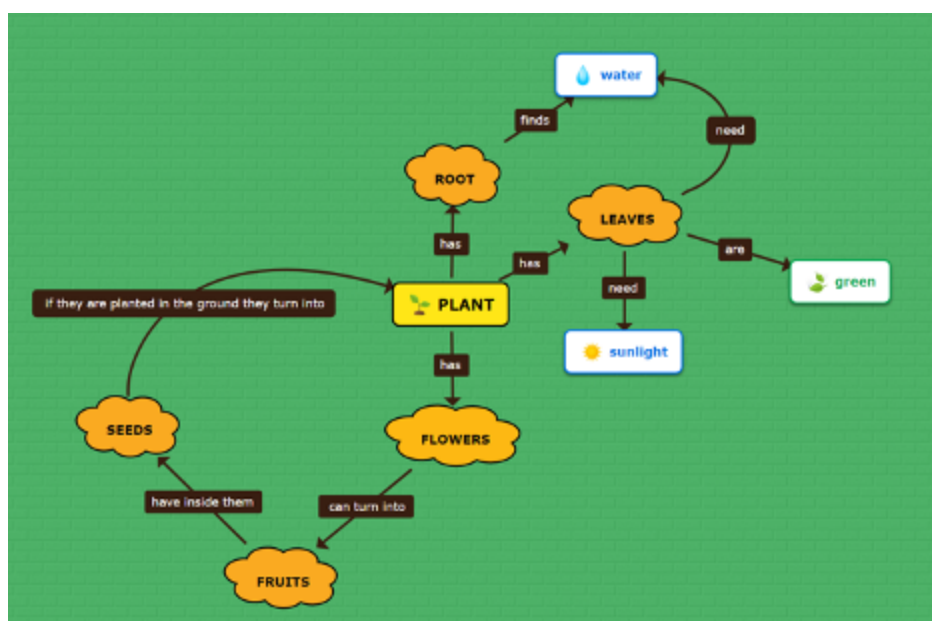 water
finds
need
ROOT
LEAVES
has
has
are
green
need
If they are planted in the ground they turn into
PLANT
sunlight
has
SEEDS
FLOWERS
have inside them
can turn into
FRUITS